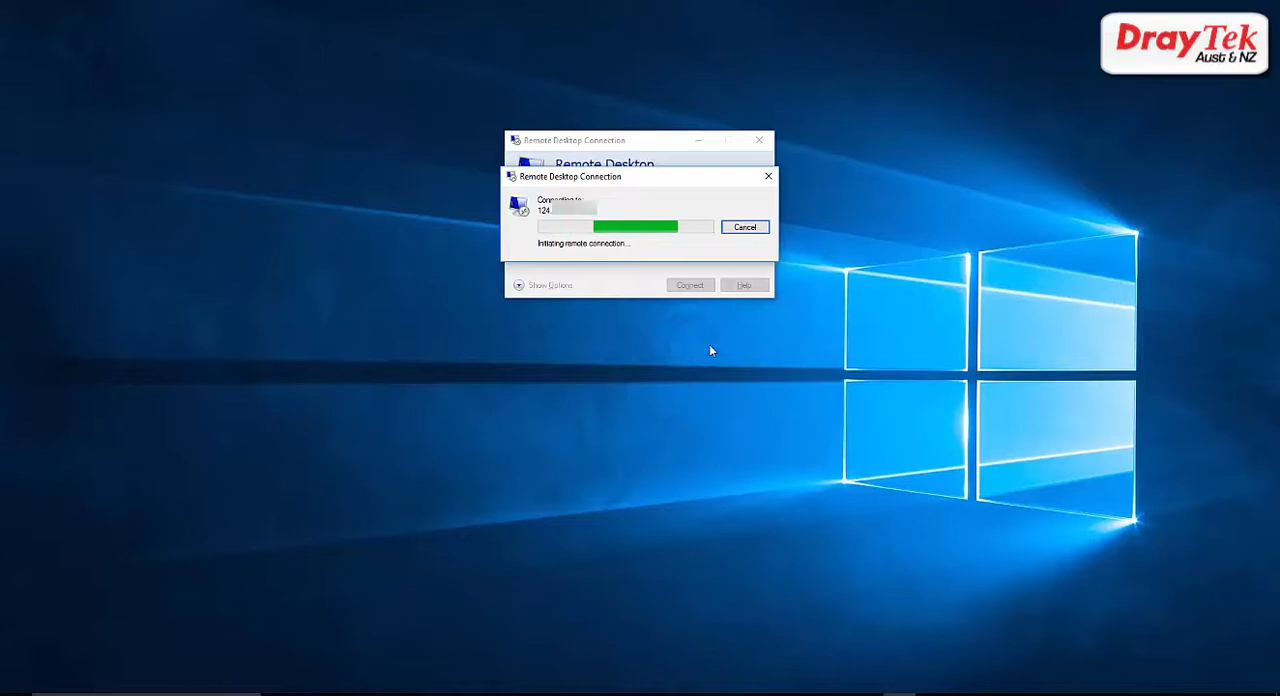 DrayTek
Aust & NZ
Remote Desktop Connection
Remote Desktop
Remote Desktop Connection
Connecting to:
124.
Cancel
Initiating remote connection...
Show Options
Connect
Help